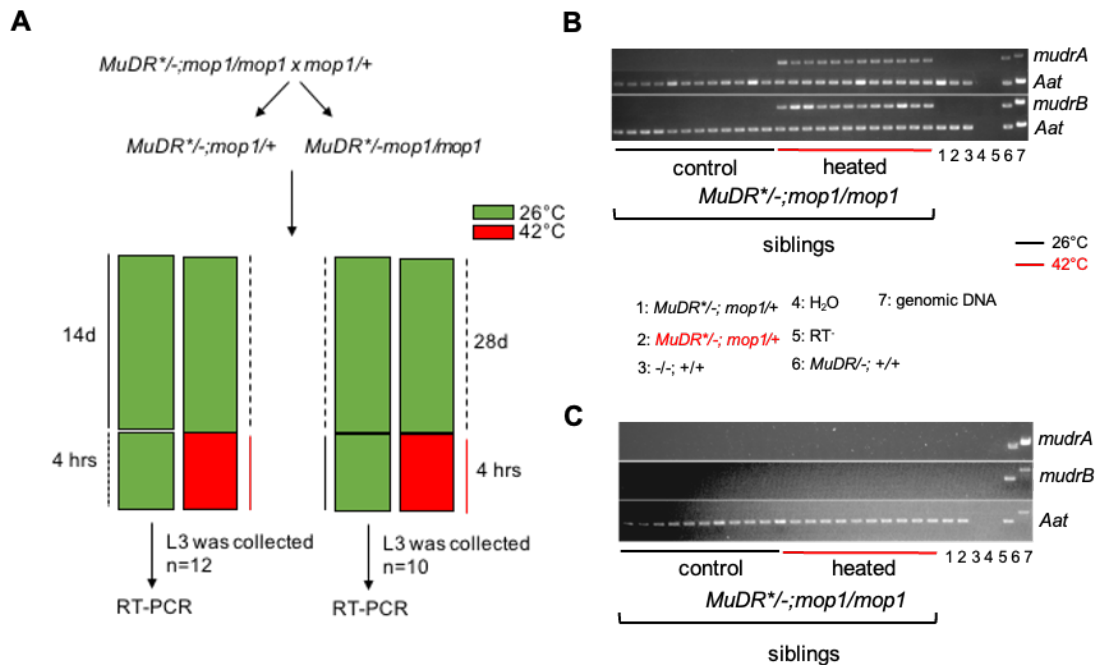 A
MuDR*/-;mop1/mop1 x mop1/+
MuDR*/-;mop1/+
MuDR*/-mop1/mop1
26°C
42°C
14d
28d
4 hrs
4 hrs
L3 was collected
n=12
L3 was collected
n=10
RT-PCR
RT-PCR
B
mudrA
Aat
mudrB
Aat
control
heated
1 2 3 4 5 6 7
MuDR*/-;mop1/mop1
siblings
26°C
42°C
1: MuDR*/-; mop1/+
4: H₂O
7: genomic DNA
2: MuDR*/-; mop1/+
5: RT⁻
3: -/-; +/+
6: MuDR/-; +/+
C
mudrA
mudrB
Aat
control
heated
1 2 3 4 5 6 7
MuDR*/-;mop1/mop1
siblings